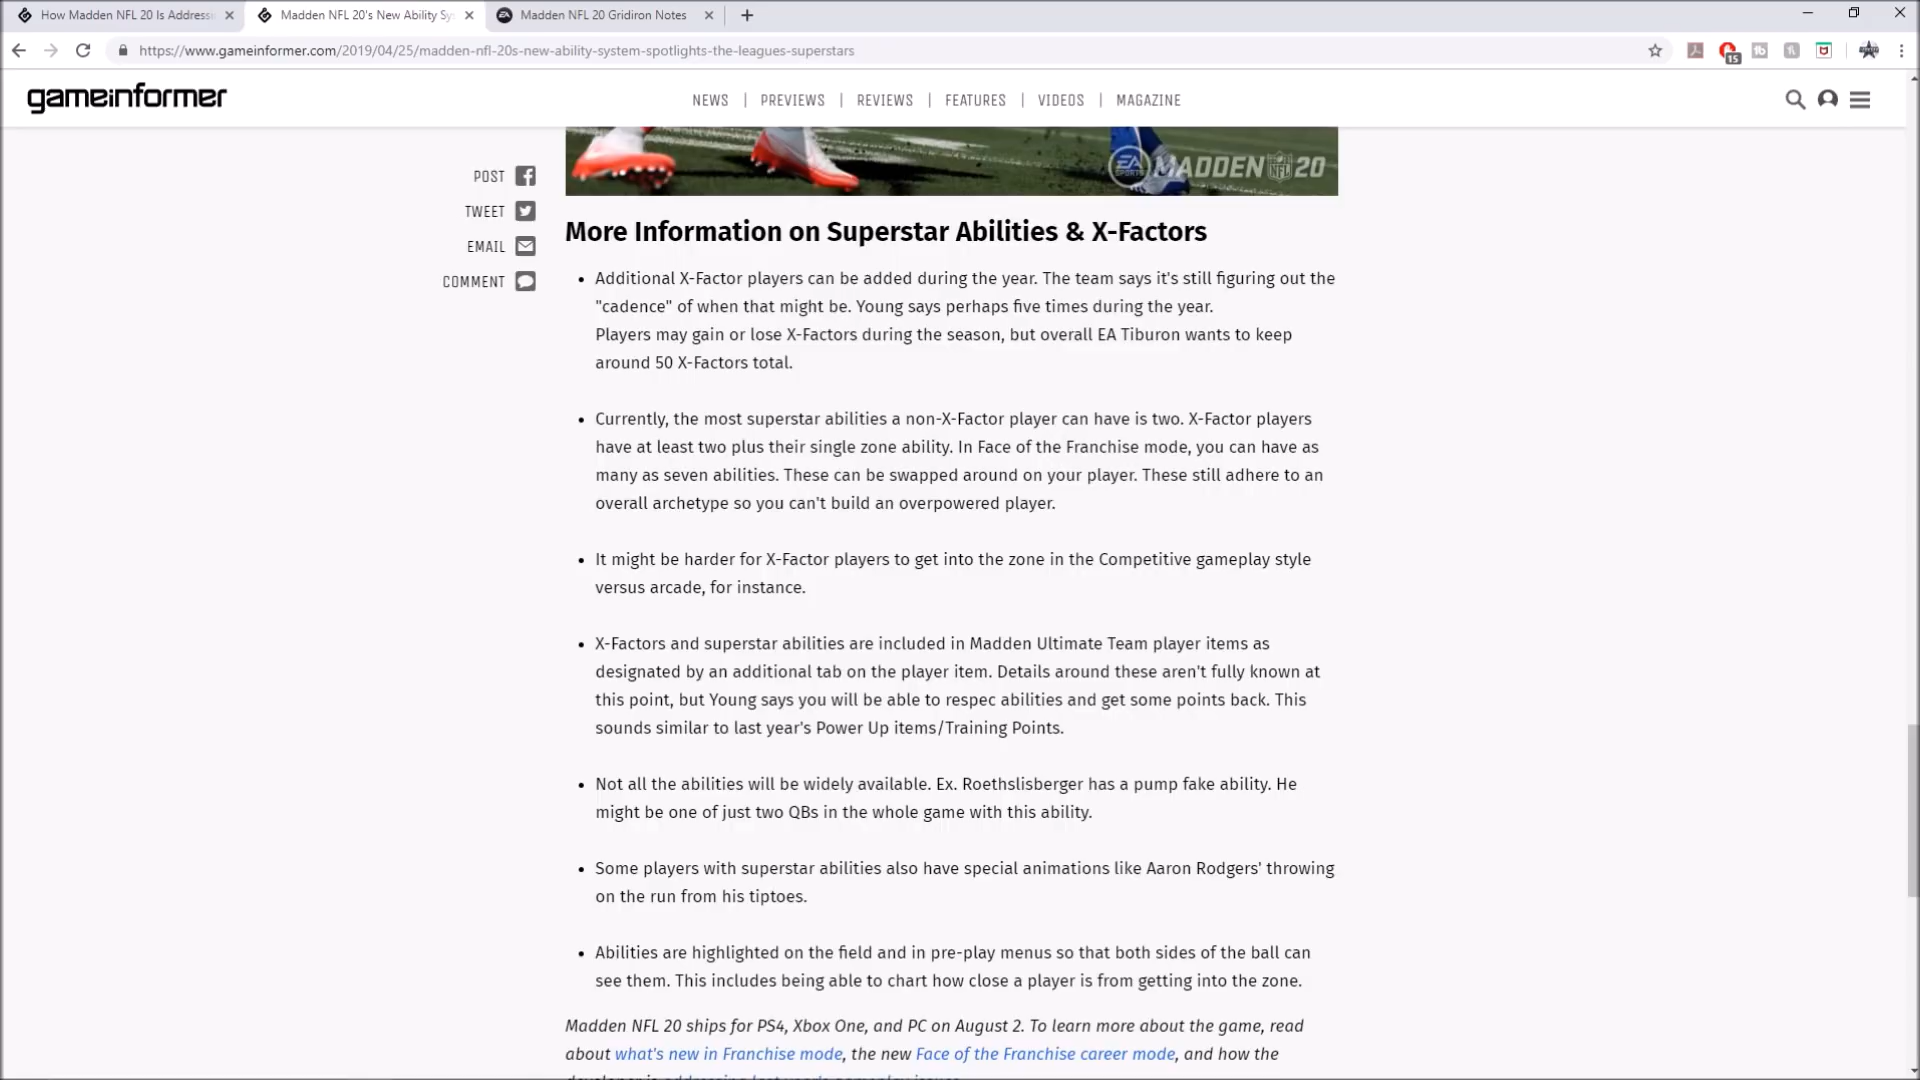 How Madden NFL 20 Is Address
Madden NFL 20's New Ability Sy
Madden NFL 20 Gridiron Notes
https://www.gameinformer.com/2019/04/25/madden-nfl-20s-new-ability-system-spotlights-the-leagues-superstars
15
gameinformer
NEWS | PREVIEWS | REVIEWS | FEATURES | VIDEOS | MAGAZINE
EA SPORTS MADDEN NFL 20
POST
TWEET
EMAIL
COMMENT
More Information on Superstar Abilities & X-Factors
• Additional X-Factor players can be added during the year. The team says it's still figuring out the
"cadence" of when that might be. Young says perhaps five times during the year.
Players may gain or lose X-Factors during the season, but overall EA Tiburon wants to keep
around 50 X-Factors total.
• Currently, the most superstar abilities a non-X-Factor player can have is two. X-Factor players
have at least two plus their single zone ability. In Face of the Franchise mode, you can have as
many as seven abilities. These can be swapped around on your player. These still adhere to an
overall archetype so you can't build an overpowered player.
• It might be harder for X-Factor players to get into the zone in the Competitive gameplay style
versus arcade, for instance.
• X-Factors and superstar abilities are included in Madden Ultimate Team player items as
designated by an additional tab on the player item. Details around these aren't fully known at
this point, but Young says you will be able to respec abilities and get some points back. This
sounds similar to last year's Power Up items/Training Points.
• Not all the abilities will be widely available. Ex. Roethslisberger has a pump fake ability. He
might be one of just two QBs in the whole game with this ability.
• Some players with superstar abilities also have special animations like Aaron Rodgers' throwing
on the run from his tiptoes.
• Abilities are highlighted on the field and in pre-play menus so that both sides of the ball can
see them. This includes being able to chart how close a player is from getting into the zone.
Madden NFL 20 ships for PS4, Xbox One, and PC on August 2. To learn more about the game, read
about what's new in Franchise mode, the new Face of the Franchise career mode, and how the